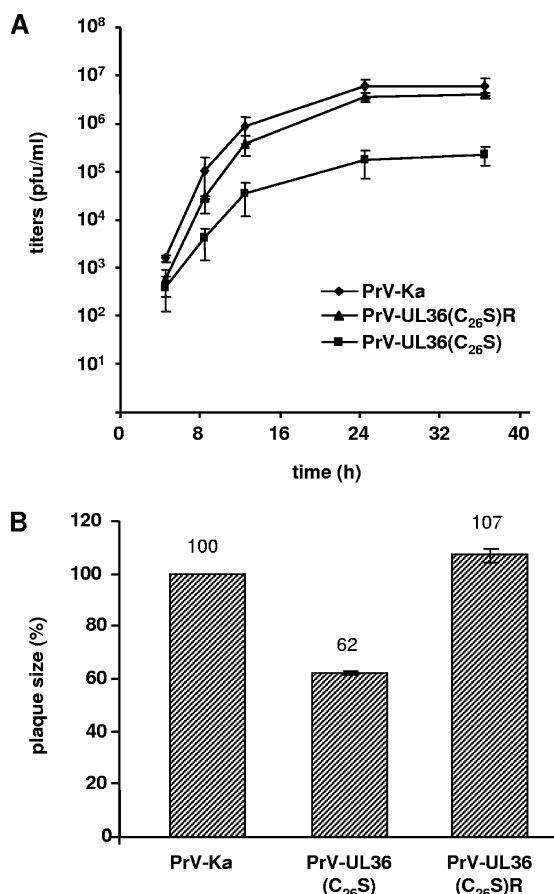 A
10⁸
10⁷
10⁶
10⁵
10⁴
10³
10²
10¹
titers (pfu/ml)
PrV-Ka
PrV-UL36(C₂₆S)R
PrV-UL36(C₂₆S)
0 8 16 24 32 40
time (h)
B
120
100
80
60
40
20
0
plaque size (%)
100
62
107
PrV-Ka PrV-UL36 PrV-UL36
(C₂₆S) (C₂₆S)R